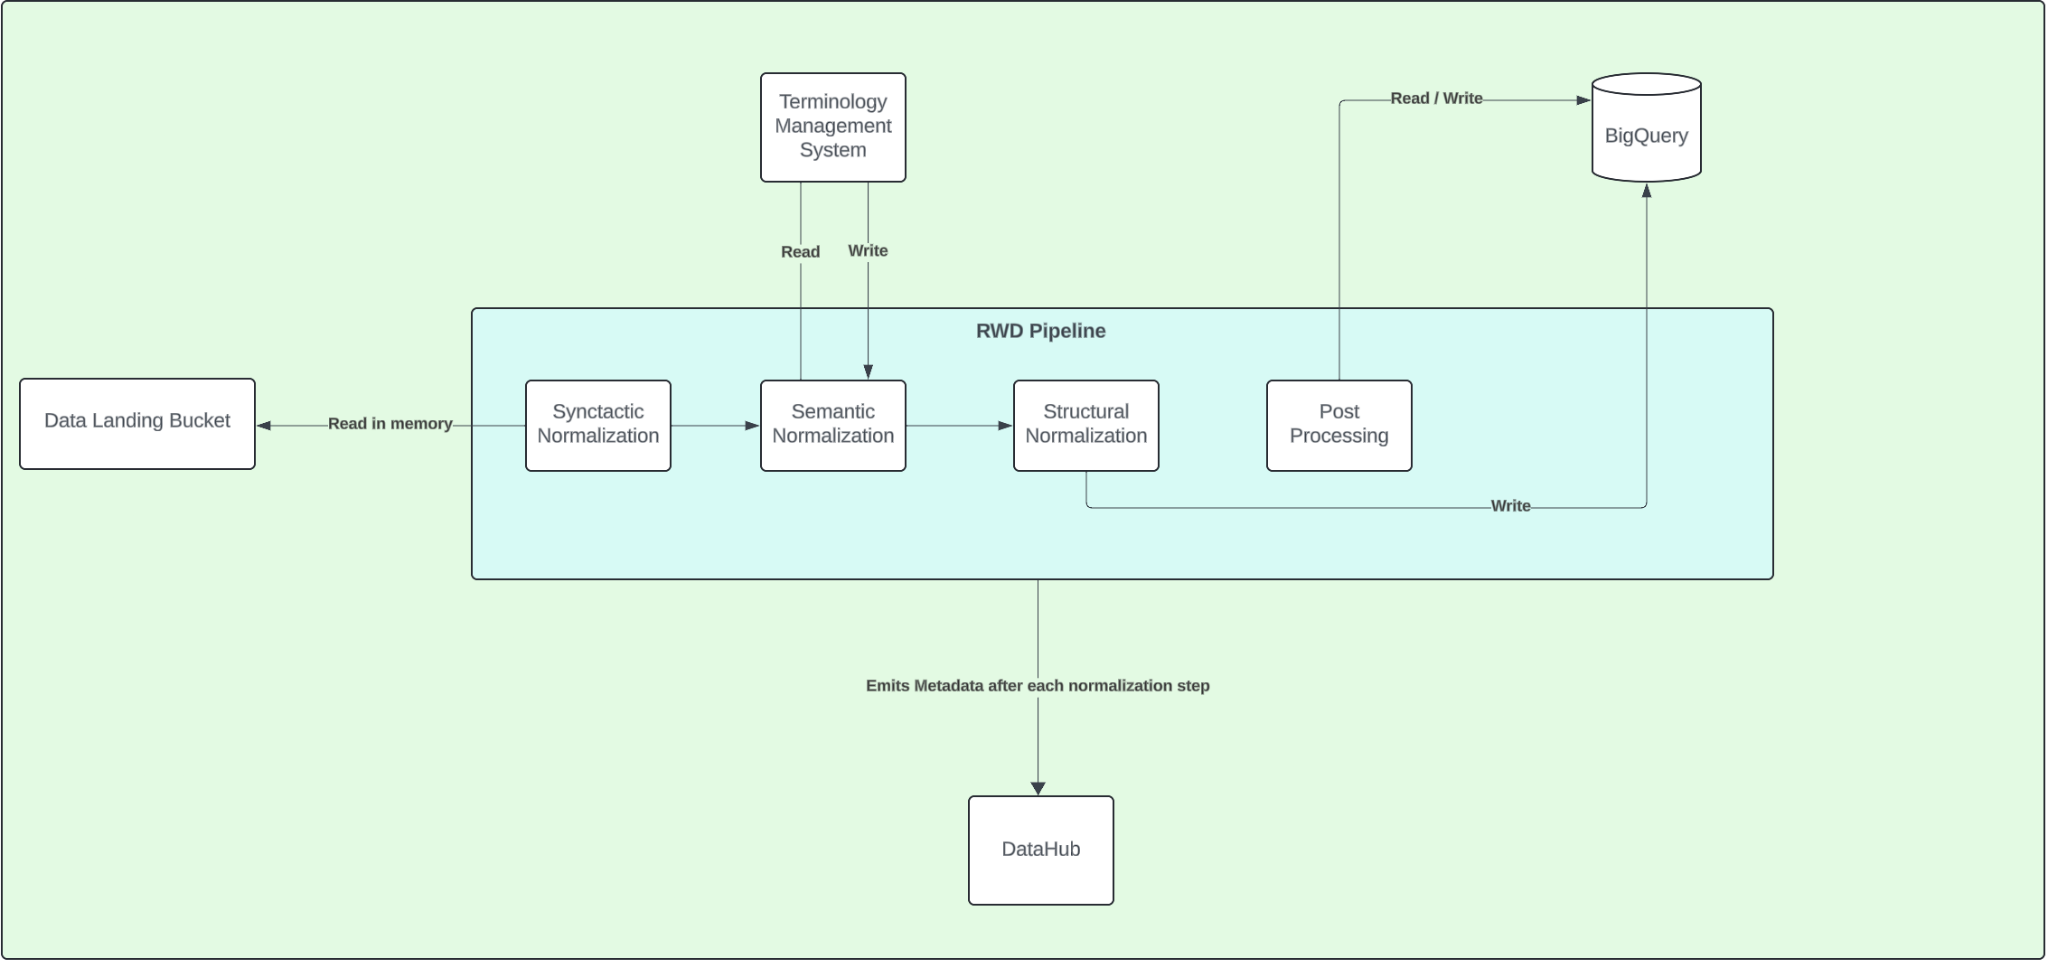 Terminology
Management
System
Read / Write
BigQuery
Read
Write
RWD Pipeline
Data Landing Bucket
Read in memory
Synctactic
Normalization
Semantic
Normalization
Structural
Normalization
Post
Processing
Write
Emits Metadata after each normalization step
DataHub